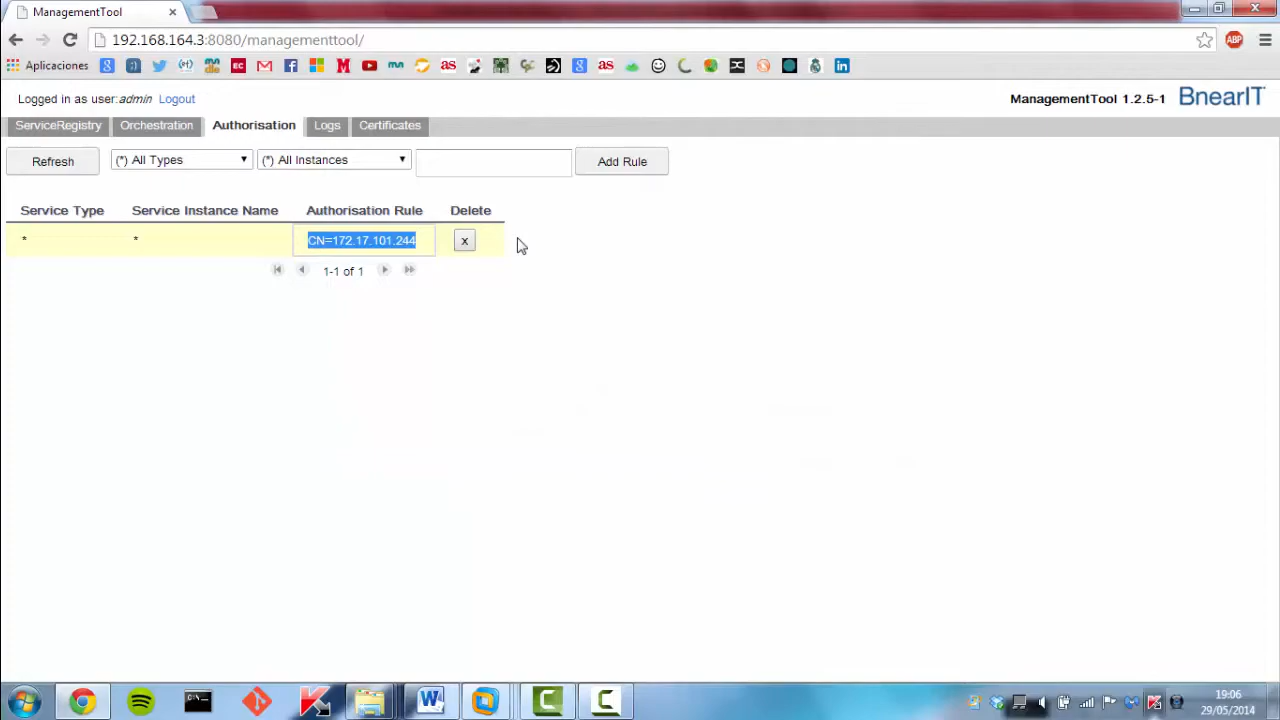 ManagementTool
192.168.164.3:8080/managementtool/
ABP
Aplicaciones
Logged in as user:admin Logout
ManagementTool 1.2.5-1 BnearIT
ServiceRegistry Orchestration Authorisation Logs Certificates
Refresh (*) All Types (*) All Instances Add Rule
Service Type Service Instance Name Authorisation Rule Delete
* * CN=172.17.101.244 x
1-1 of 1
19:06
29/05/2014